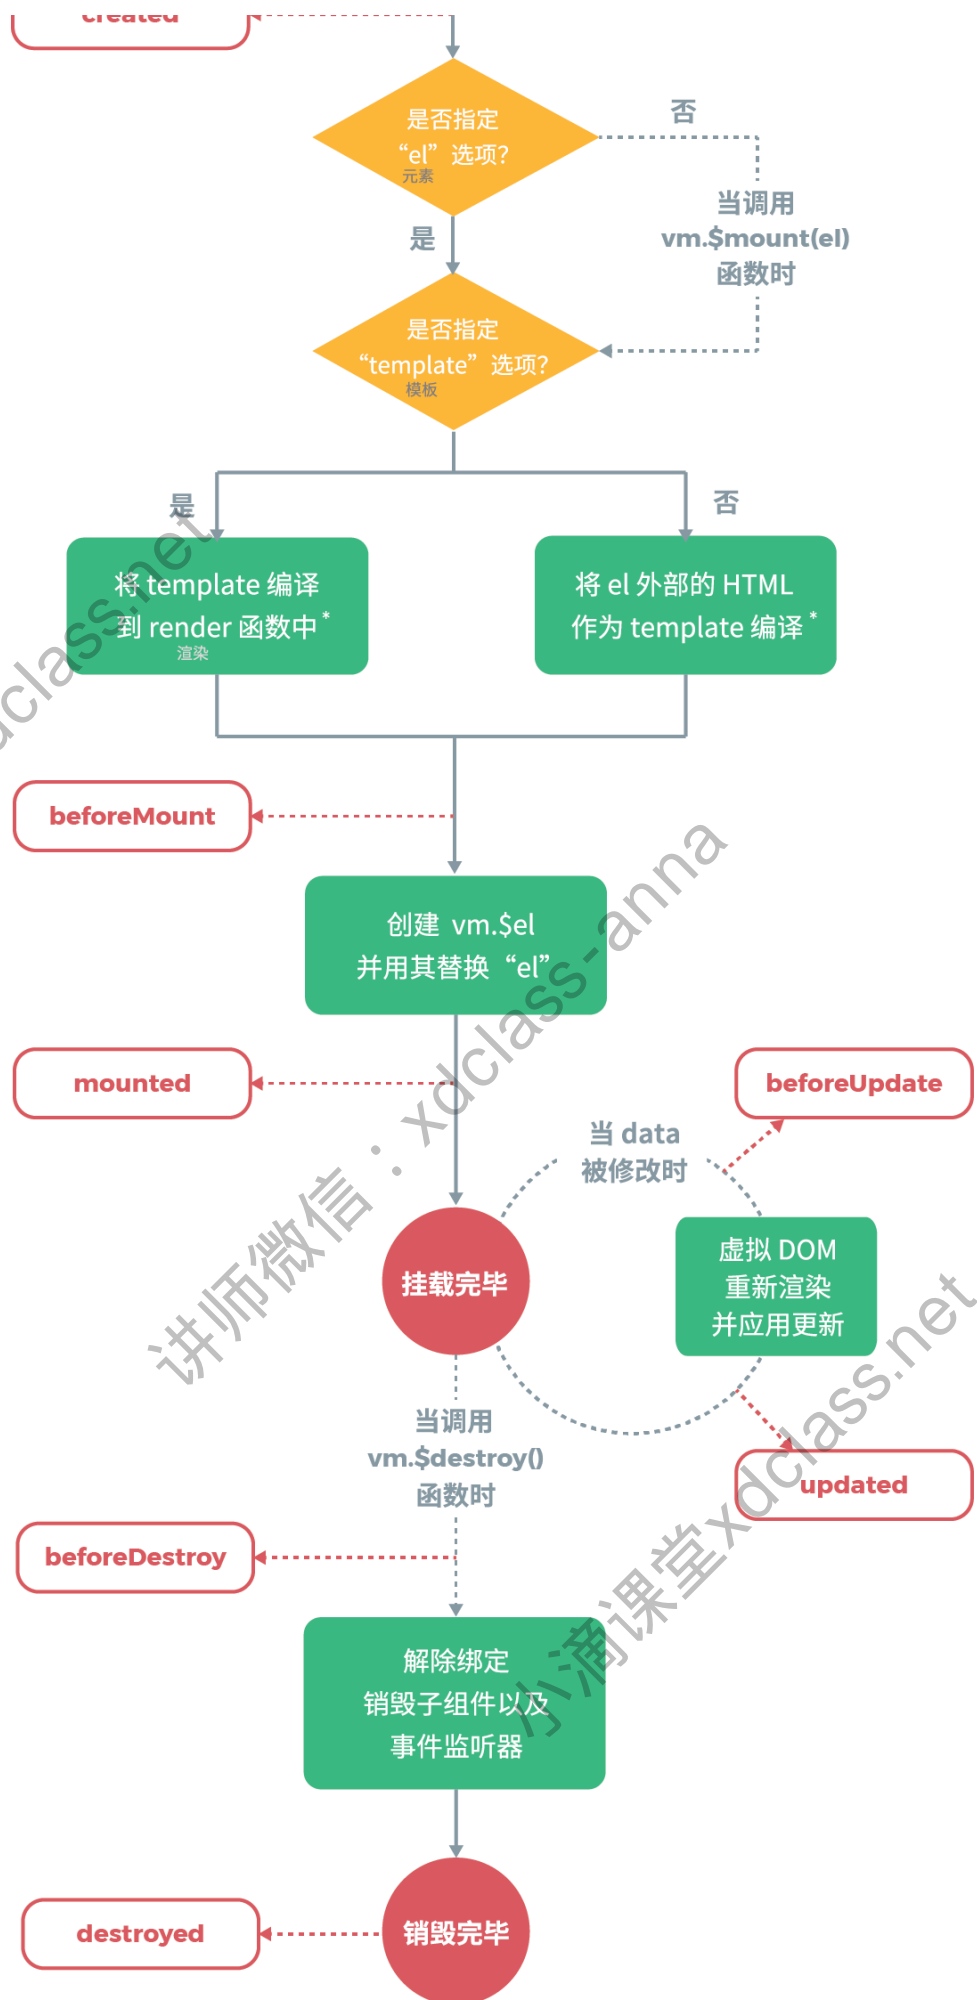 created
是否指定
“el”选项?
元素
否
当调用
vm.$mount(el)
函数时
是
是否指定
“template”选项?
模板
是
否
将 template 编译
到 render 函数中*
渲染
将 el 外部的 HTML
作为 template 编译*
beforeMount
创建 vm.$el
并用其替换“el”
mounted
beforeUpdate
当 data
被修改时
挂载完毕
虚拟 DOM
重新渲染
并应用更新
当调用
vm.$destroy()
函数时
updated
beforeDestroy
解除绑定
销毁子组件以及
事件监听器
destroyed
销毁完毕
dclass.net
讲师微信：xdclass-anna
小滴课堂xdclass.net